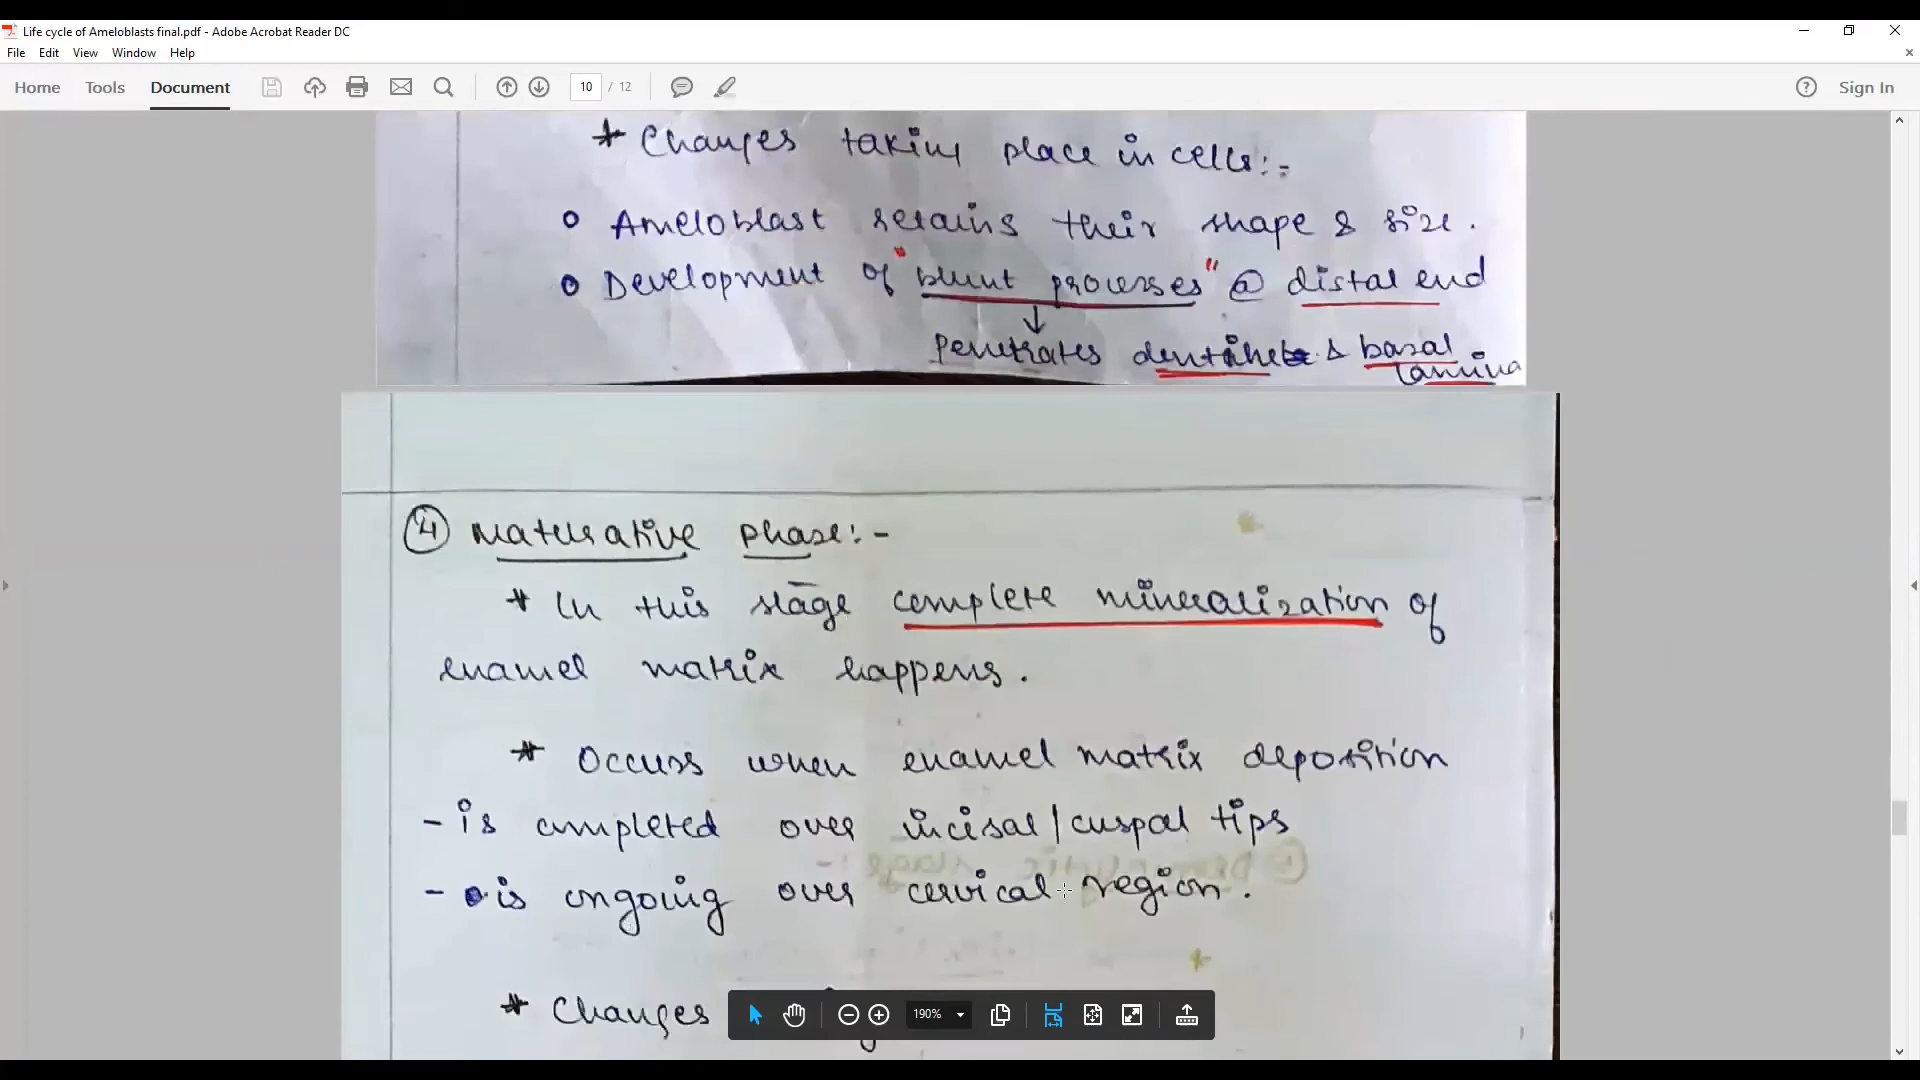 Life cycle of Ameloblasts final.pdf - Adobe Acrobat Reader DC
File Edit View Window Help
Home Tools Document 10 / 12 Sign In
* Changes taking place in cells:-
o Ameloblast retains their shape & size.
o Development of "blunt processes" @ distal end
↓
Penetrates dentine & basal
lamina
④ Maturative phase:-
* In this stage complete mineralization of
enamel matrix happens.
* Occurs when enamel matrix deposition
- is completed over incisal/cuspal tips
- is ongoing over cervical region.
* Changes
190%